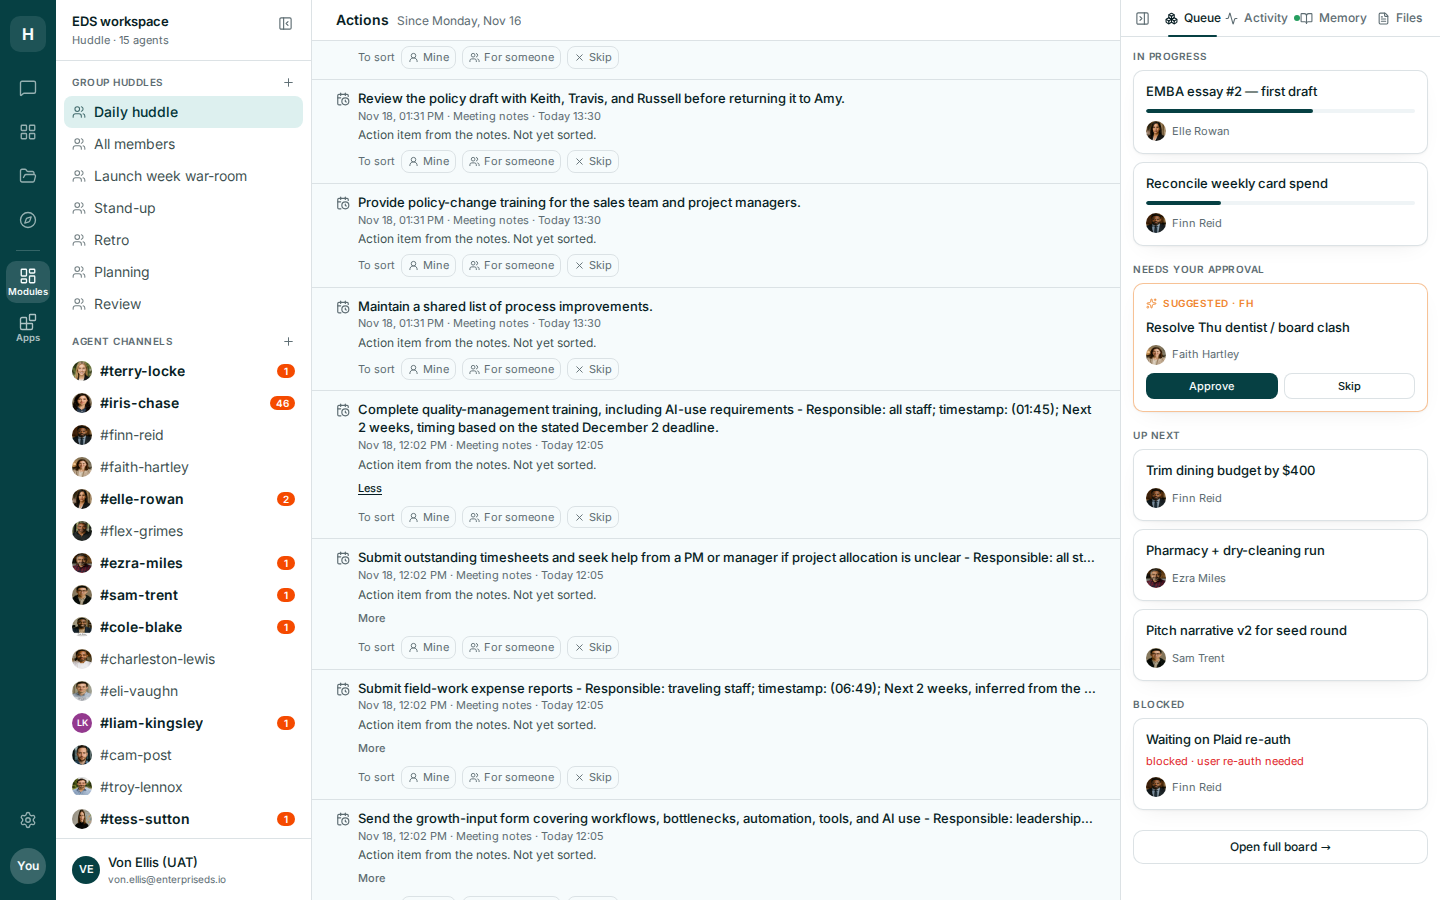 H
Modules
Apps
You
EDS workspace
Huddle · 15 agents
GROUP HUDDLES
Daily huddle
All members
Launch week war-room
Stand-up
Retro
Planning
Review
AGENT CHANNELS
#terry-locke 1
#iris-chase 46
#finn-reid
#faith-hartley
#elle-rowan 2
#flex-grimes
#ezra-miles 1
#sam-trent 1
#cole-blake 1
#charleston-lewis
#eli-vaughn
LK #liam-kingsley 1
#cam-post
#troy-lennox
#tess-sutton 1
VE Von Ellis (UAT)
von.ellis@enterpriseds.io
Actions Since Monday, Nov 16
To sort Mine For someone Skip
Review the policy draft with Keith, Travis, and Russell before returning it to Amy.
Nov 18, 01:31 PM · Meeting notes · Today 13:30
Action item from the notes. Not yet sorted.
To sort Mine For someone Skip
Provide policy-change training for the sales team and project managers.
Nov 18, 01:31 PM · Meeting notes · Today 13:30
Action item from the notes. Not yet sorted.
To sort Mine For someone Skip
Maintain a shared list of process improvements.
Nov 18, 01:31 PM · Meeting notes · Today 13:30
Action item from the notes. Not yet sorted.
To sort Mine For someone Skip
Complete quality-management training, including AI-use requirements - Responsible: all staff; timestamp: (01:45); Next
2 weeks, timing based on the stated December 2 deadline.
Nov 18, 12:02 PM · Meeting notes · Today 12:05
Action item from the notes. Not yet sorted.
Less
To sort Mine For someone Skip
Submit outstanding timesheets and seek help from a PM or manager if project allocation is unclear - Responsible: all st...
Nov 18, 12:02 PM · Meeting notes · Today 12:05
Action item from the notes. Not yet sorted.
More
To sort Mine For someone Skip
Submit field-work expense reports - Responsible: traveling staff; timestamp: (06:49); Next 2 weeks, inferred from the ...
Nov 18, 12:02 PM · Meeting notes · Today 12:05
Action item from the notes. Not yet sorted.
More
To sort Mine For someone Skip
Send the growth-input form covering workflows, bottlenecks, automation, tools, and AI use - Responsible: leadership...
Nov 18, 12:02 PM · Meeting notes · Today 12:05
Action item from the notes. Not yet sorted.
More
Queue Activity Memory Files
IN PROGRESS
EMBA essay #2 — first draft
Elle Rowan
Reconcile weekly card spend
Finn Reid
NEEDS YOUR APPROVAL
SUGGESTED · FH
Resolve Thu dentist / board clash
Faith Hartley
Approve Skip
UP NEXT
Trim dining budget by $400
Finn Reid
Pharmacy + dry-cleaning run
Ezra Miles
Pitch narrative v2 for seed round
Sam Trent
BLOCKED
Waiting on Plaid re-auth
blocked · user re-auth needed
Finn Reid
Open full board →